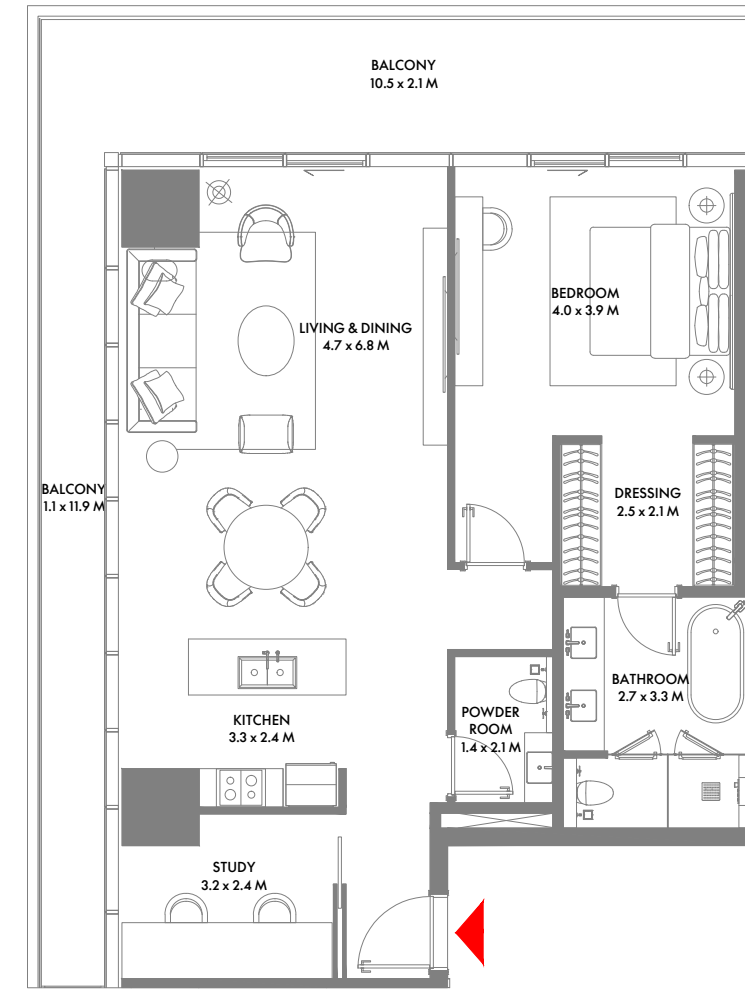 BALCONY
10.5 x 2.1 M
LIVING & DINING
4.7 x 6.8 M
BEDROOM
4.0 x 3.9 M
BALCONY
1.1 x 11.9 M
DRESSING
2.5 x 2.1 M
BATHROOM
2.7 x 3.3 M
KITCHEN
3.3 x 2.4 M
POWDER
ROOM
1.4 x 2.1 M
STUDY
3.2 x 2.4 M